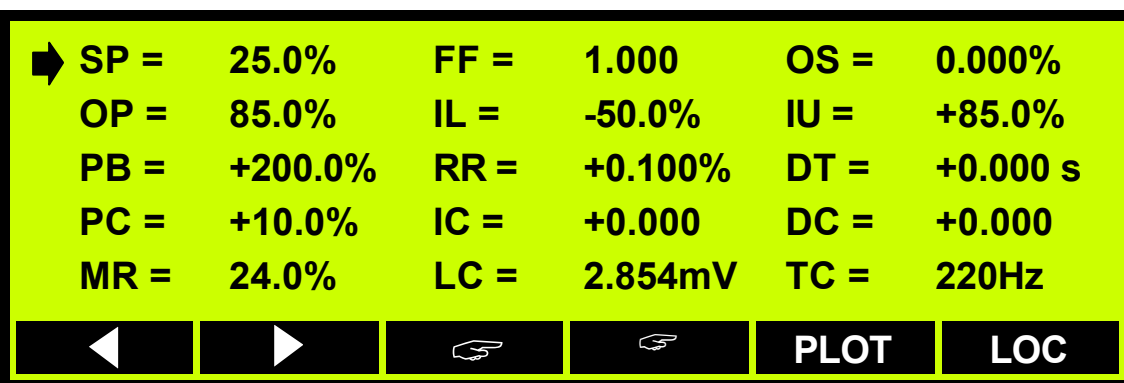 SP = 25.0% FF = 1.000 OS = 0.000%
OP = 85.0% IL = -50.0% IU = +85.0%
PB = +200.0% RR = +0.100% DT = +0.000 s
PC = +10.0% IC = +0.000 DC = +0.000
MR = 24.0% LC = 2.854mV TC = 220Hz
PLOT LOC